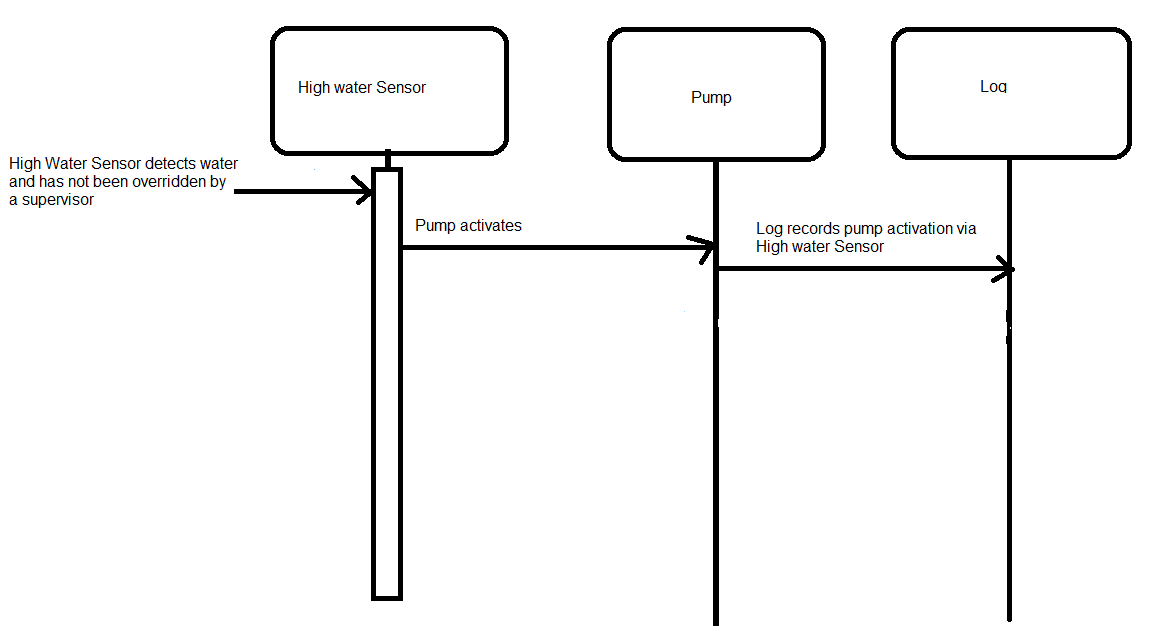 High water Sensor
Pump
Log
High Water Sensor detects water
and has not been overridden by
a supervisor
Pump activates
Log records pump activation via
High water Sensor